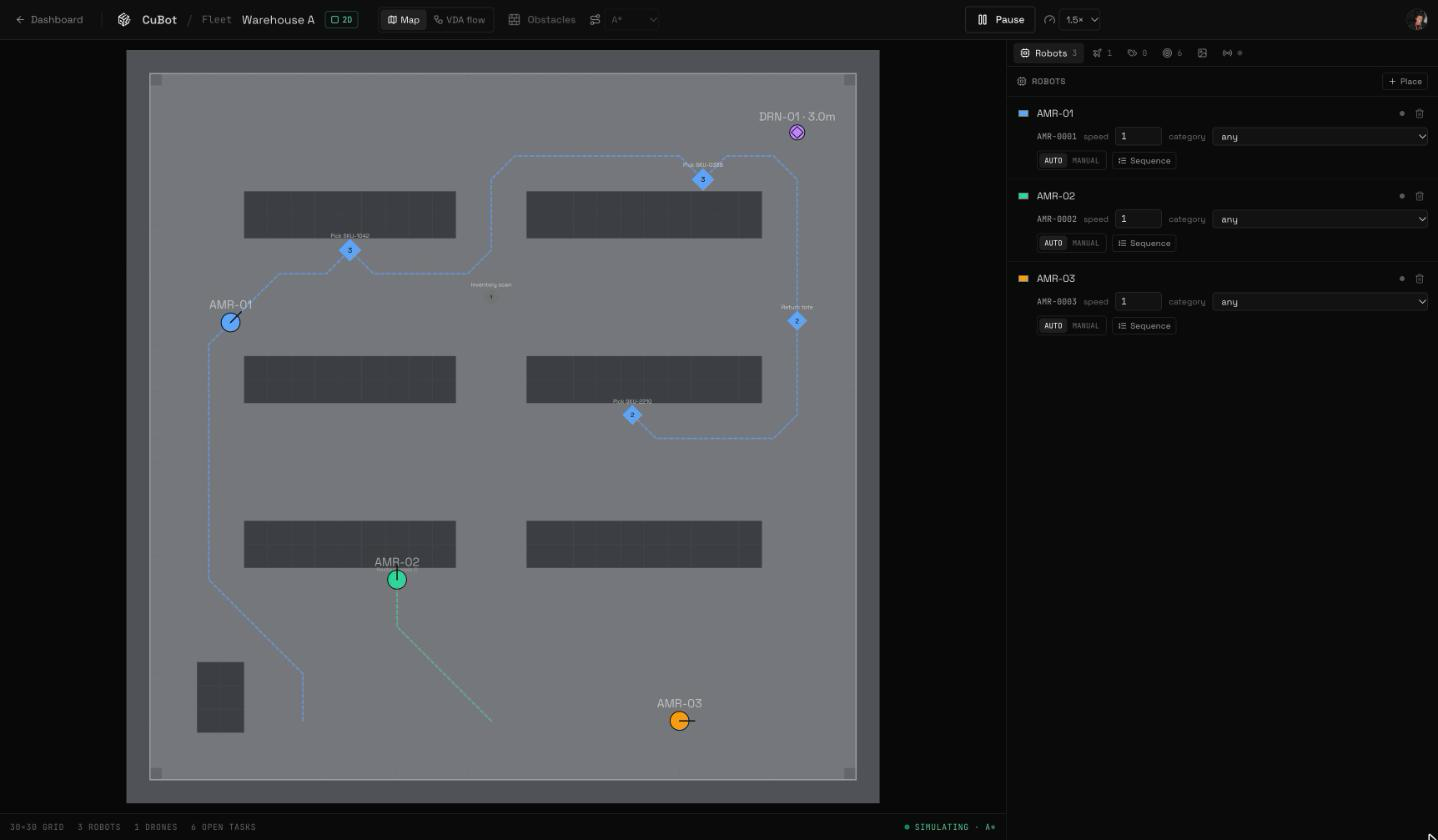 Dashboard CuBot / Fleet Warehouse A 2D Map VDA flow Obstacles A* Pause 1.5×
Robots 3 1 0 6
ROBOTS Place
AMR-01
AMR-0001 speed 1 category any
AUTO MANUAL Sequence
AMR-02
AMR-0002 speed 1 category any
AUTO MANUAL Sequence
AMR-03
AMR-0003 speed 1 category any
AUTO MANUAL Sequence
DRN-01 · 3.0m
3
Pick SKU-1042
3
Inventory scan
1
AMR-01
Return tote
2
Pick SKU-2210
2
AMR-02
AMR-03
30×30 GRID 3 ROBOTS 1 DRONES 6 OPEN TASKS
SIMULATING · A*